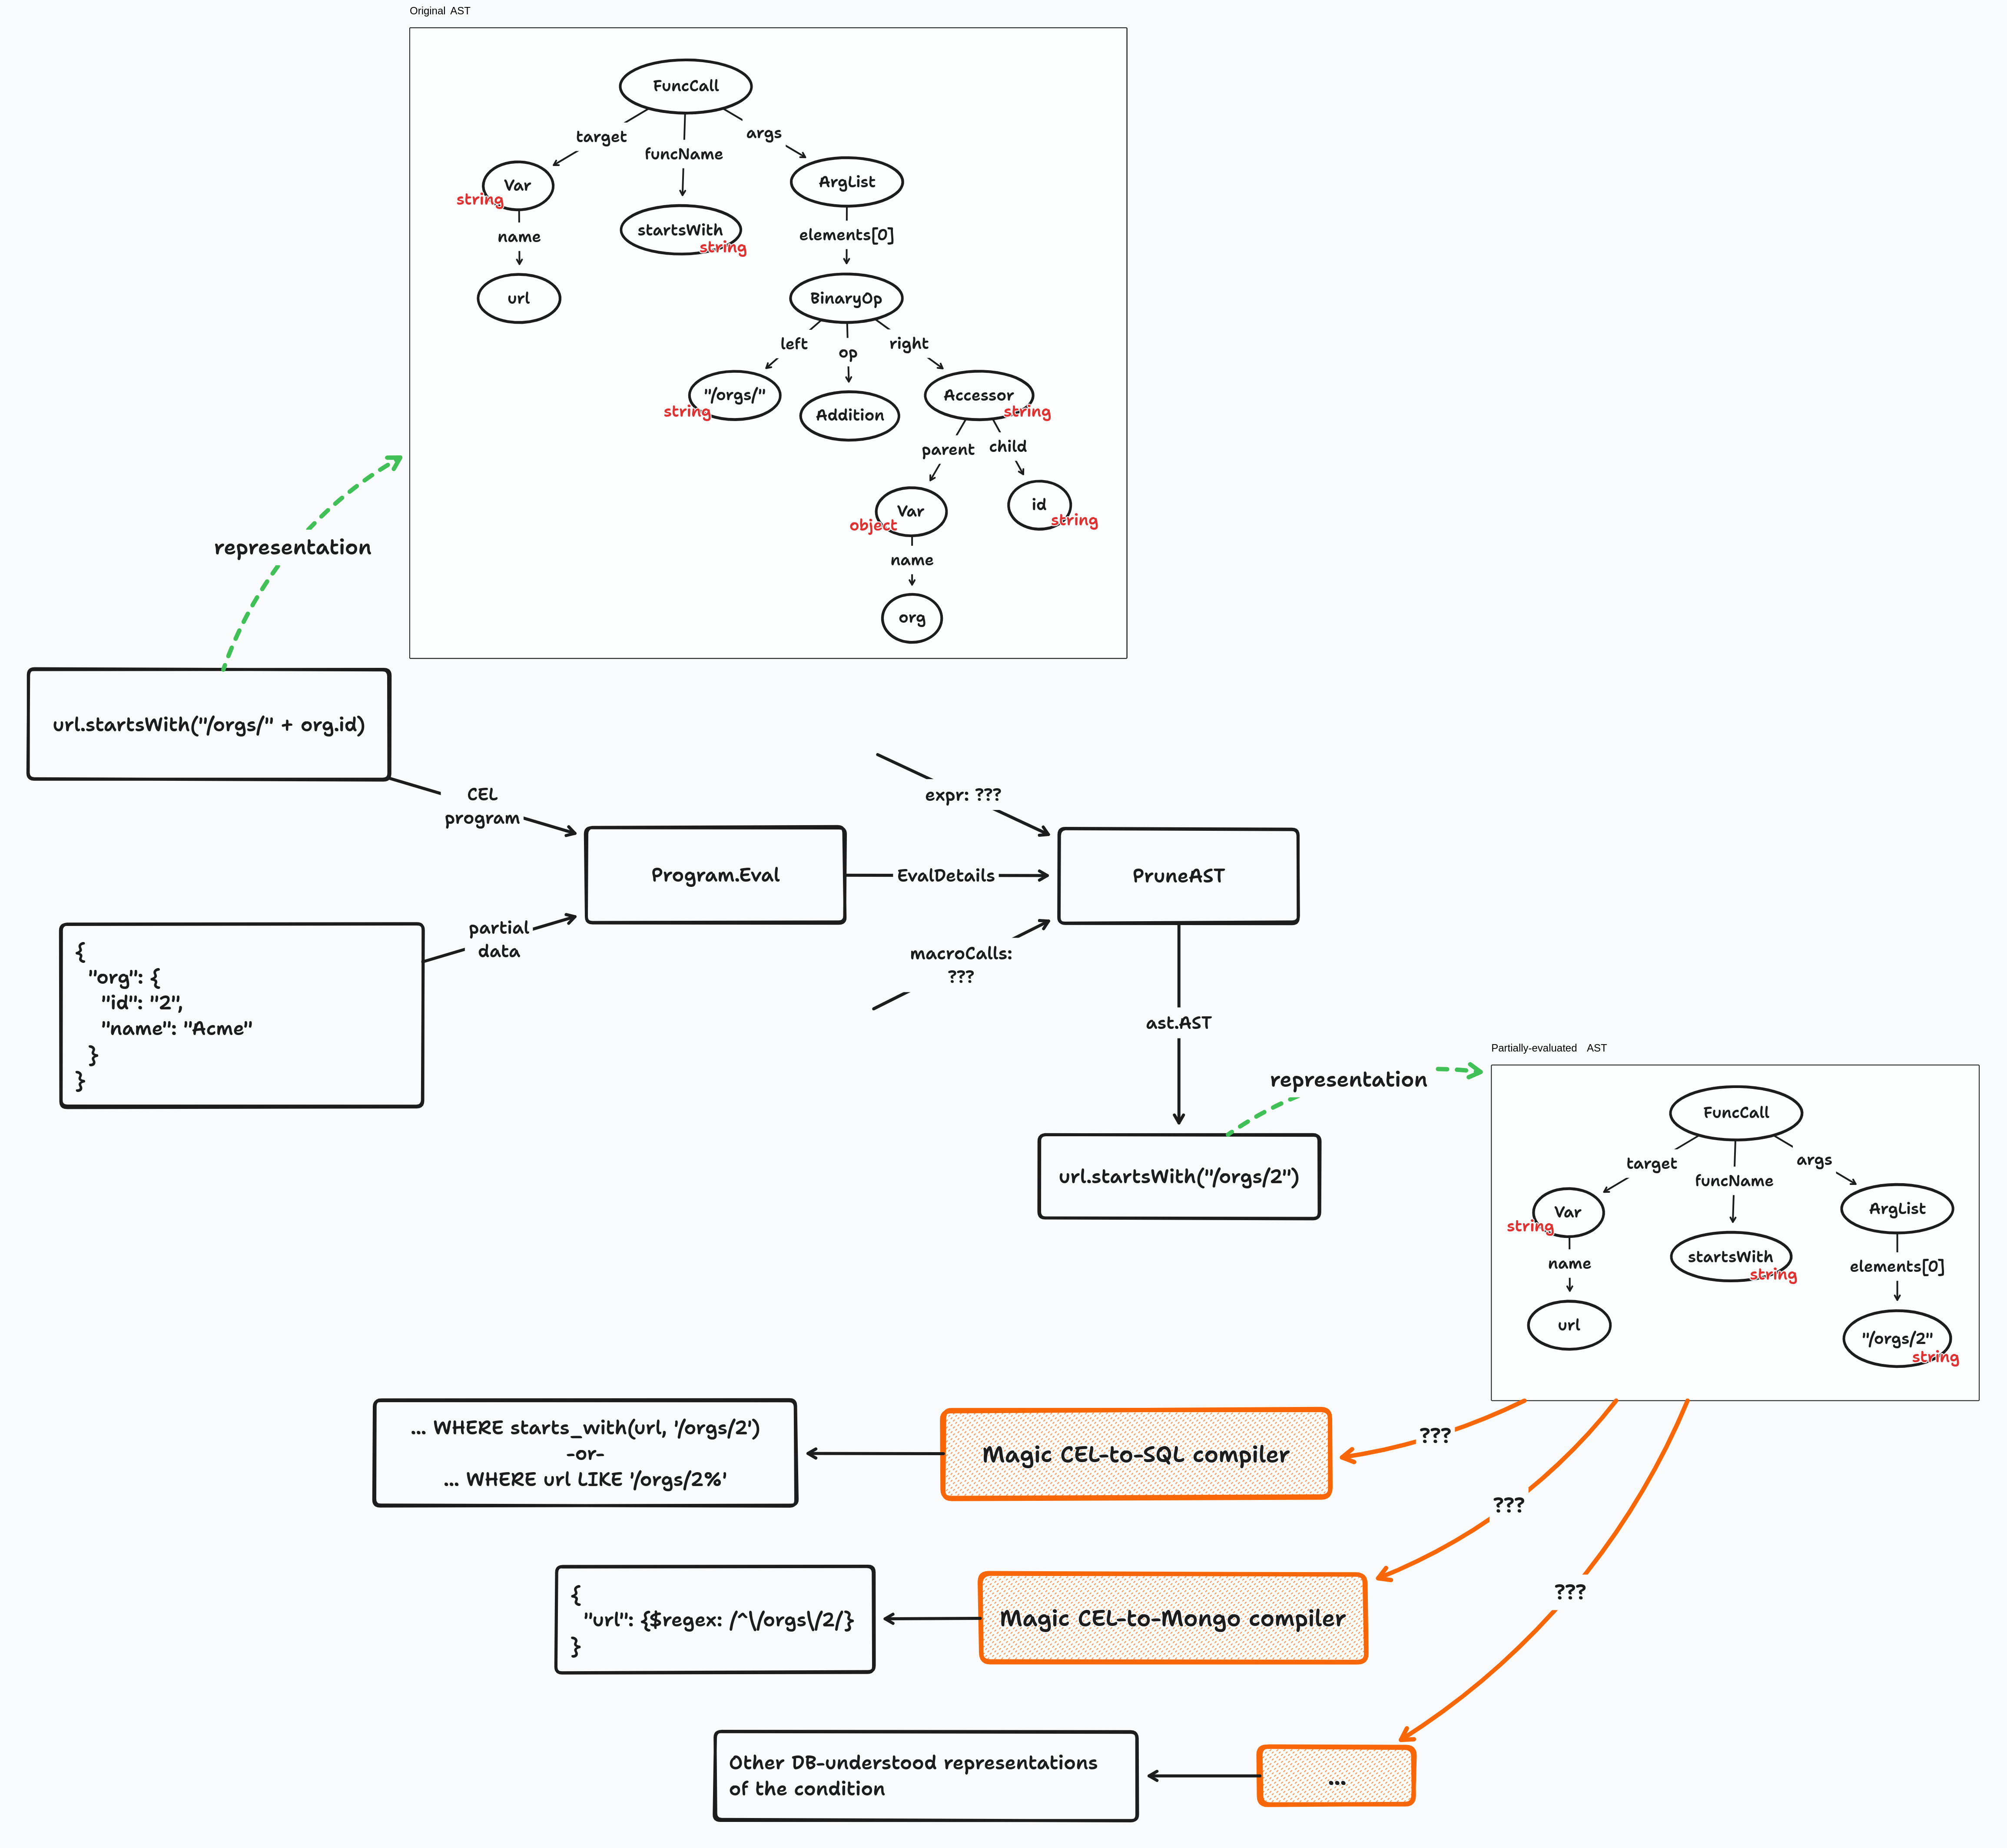 Original AST
FuncCall
target
funcName
args
Var
string
startsWith
string
ArgList
name
url
elements[0]
BinaryOp
left
op
right
"/orgs/"
string
Addition
Accessor
string
parent
child
Var
object
id
string
name
org
representation
url.startsWith("/orgs/" + org.id)
CEL
program
expr: ???
Program.Eval
EvalDetails
PruneAST
partial
data
macroCalls:
???
{
"org": {
"id": "2",
"name": "Acme"
}
}
ast.AST
representation
url.startsWith("/orgs/2")
Partially-evaluated AST
FuncCall
target
funcName
args
Var
string
startsWith
string
ArgList
name
url
elements[0]
"/orgs/2"
string
???
Magic CEL-to-SQL compiler
... WHERE starts_with(url, '/orgs/2')
-or-
... WHERE url LIKE '/orgs/2%'
???
Magic CEL-to-Mongo compiler
{
"url": {$regex: /^\/orgs\/2/}
}
???
...
Other DB-understood representations
of the condition